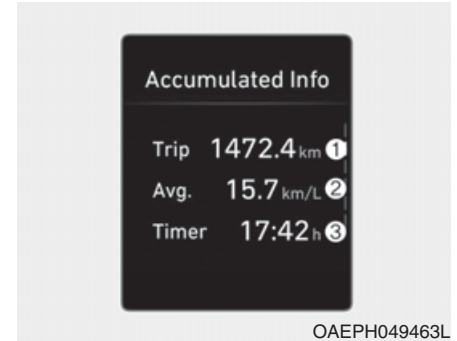 Accumulated Info
Trip 1472.4 km ①
Avg. 15.7 km/L ②
Timer 17:42 h ③
OAEPH049463L